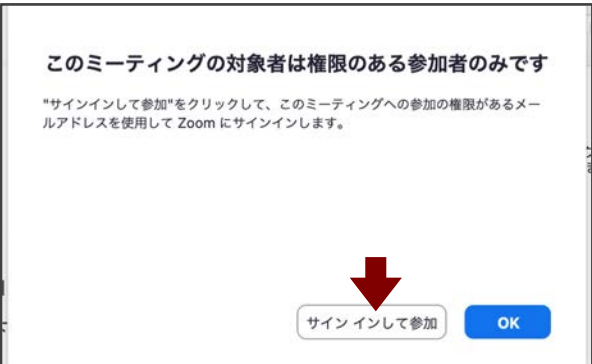 このミーティングの対象者は権限のある参加者のみです
"サインインして参加"をクリックして、このミーティングへの参加の権限があるメー
ルアドレスを使用して Zoom にサインインします。
サイン インして参加
OK